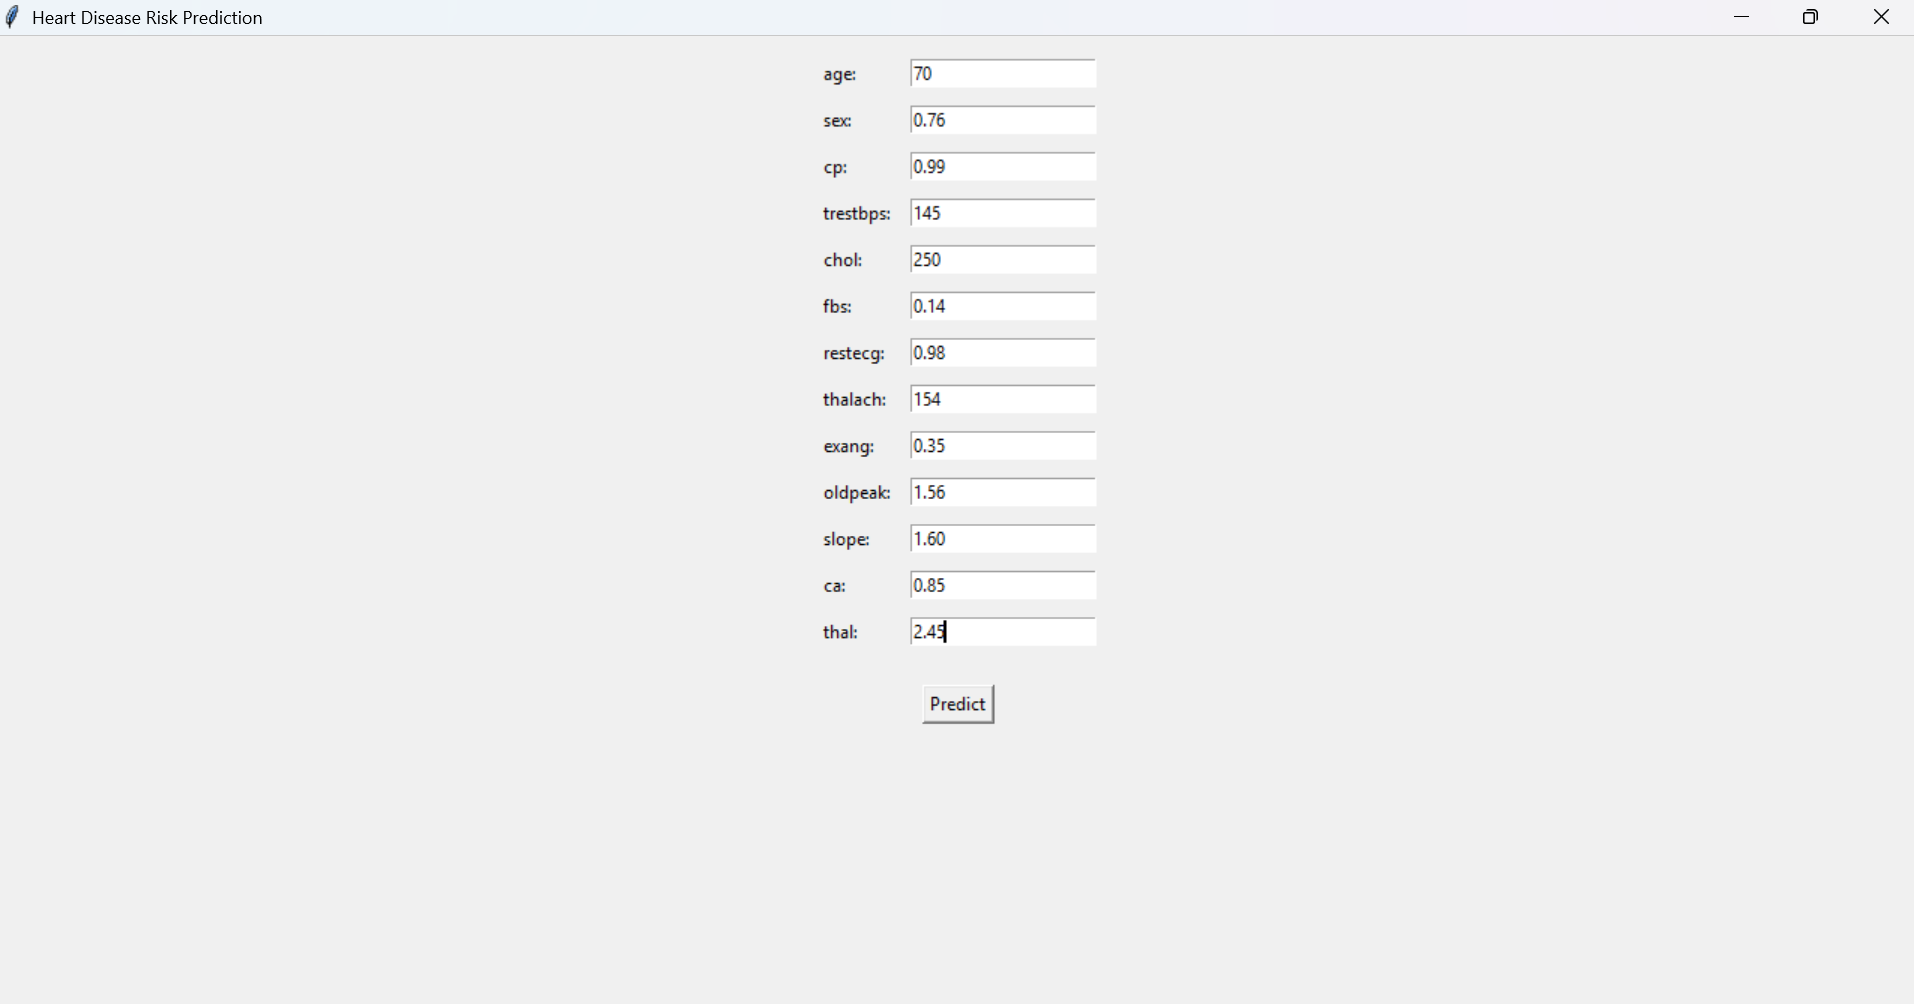 Heart Disease Risk Prediction
age: 70
sex: 0.76
cp: 0.99
trestbps: 145
chol: 250
fbs: 0.14
restecg: 0.98
thalach: 154
exang: 0.35
oldpeak: 1.56
slope: 1.60
ca: 0.85
thal: 2.45
Predict